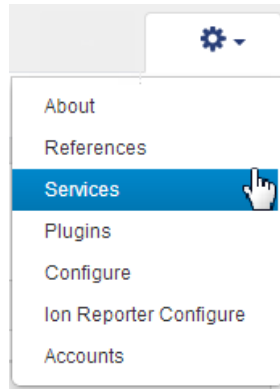 About
References
Services
Plugins
Configure
Ion Reporter Configure
Accounts